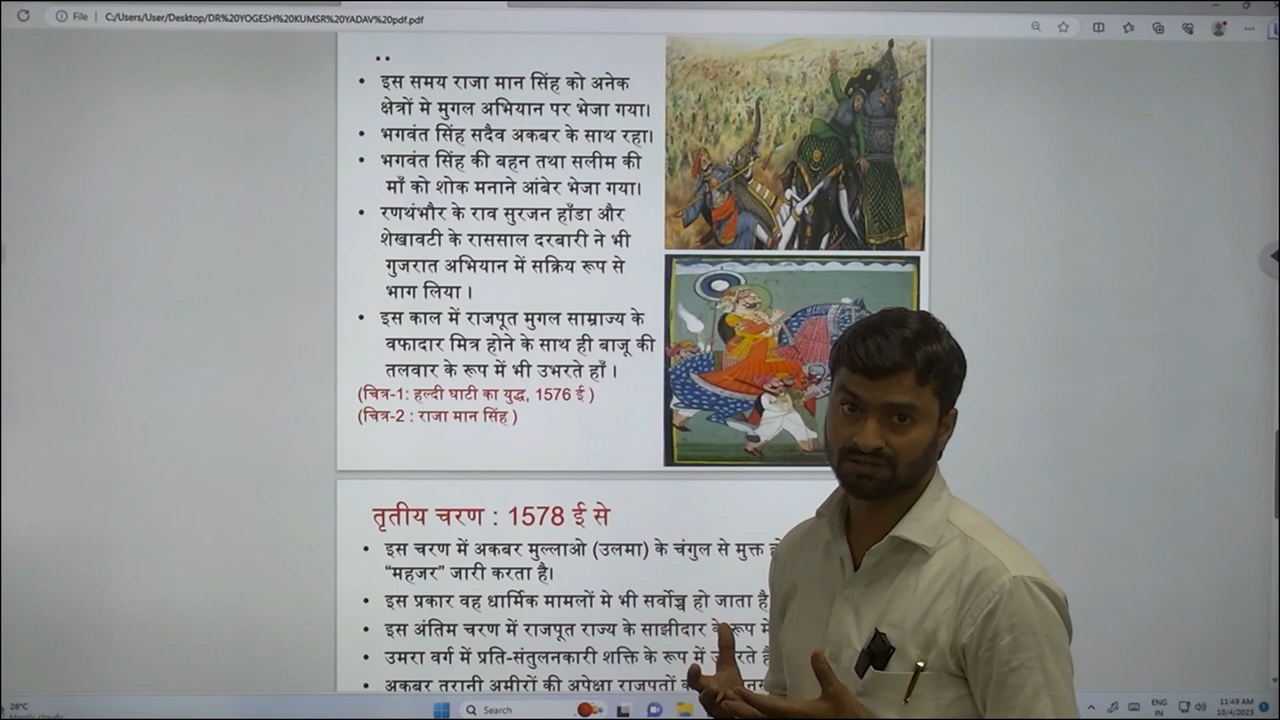 File C:/Users/User/Desktop/DR%20YOGESH%20KUMSR%20YADAV%20pdf.pdf
..
• इस समय राजा मान सिंह को अनेक
क्षेत्रों मे मुगल अभियान पर भेजा गया।
• भगवंत सिंह सदैव अकबर के साथ रहा।
• भगवंत सिंह की बहन तथा सलीम की
माँ को शोक मनाने आंबेर भेजा गया।
• रणथंभौर के राव सुरजन हाँडा और
शेखावटी के राससाल दरबारी ने भी
गुजरात अभियान में सक्रिय रूप से
भाग लिया ।
• इस काल में राजपूत मुगल साम्राज्य के
वफादार मित्र होने के साथ ही बाजू की
तलवार के रूप में भी उभरते हाँ ।
(चित्र-1: हल्दी घाटी का युद्ध, 1576 ई )
(चित्र-2 : राजा मान सिंह )
तृतीय चरण : 1578 ई से
• इस चरण में अकबर मुल्लाओ (उलमा) के चंगुल से मुक्त
“महजर” जारी करता है।
• इस प्रकार वह धार्मिक मामलों मे भी सर्वोच्च हो जाता है
• इस अंतिम चरण में राजपूत राज्य के साझीदार के रूप में
• उमरा वर्ग में प्रति-संतुलनकारी शक्ति के रूप में
• अकबर तूरानी अमीरों की अपेक्षा राजपूतों
28°C
Mostly cloudy
Search
ENG
IN
11:49 AM
10/4/2023